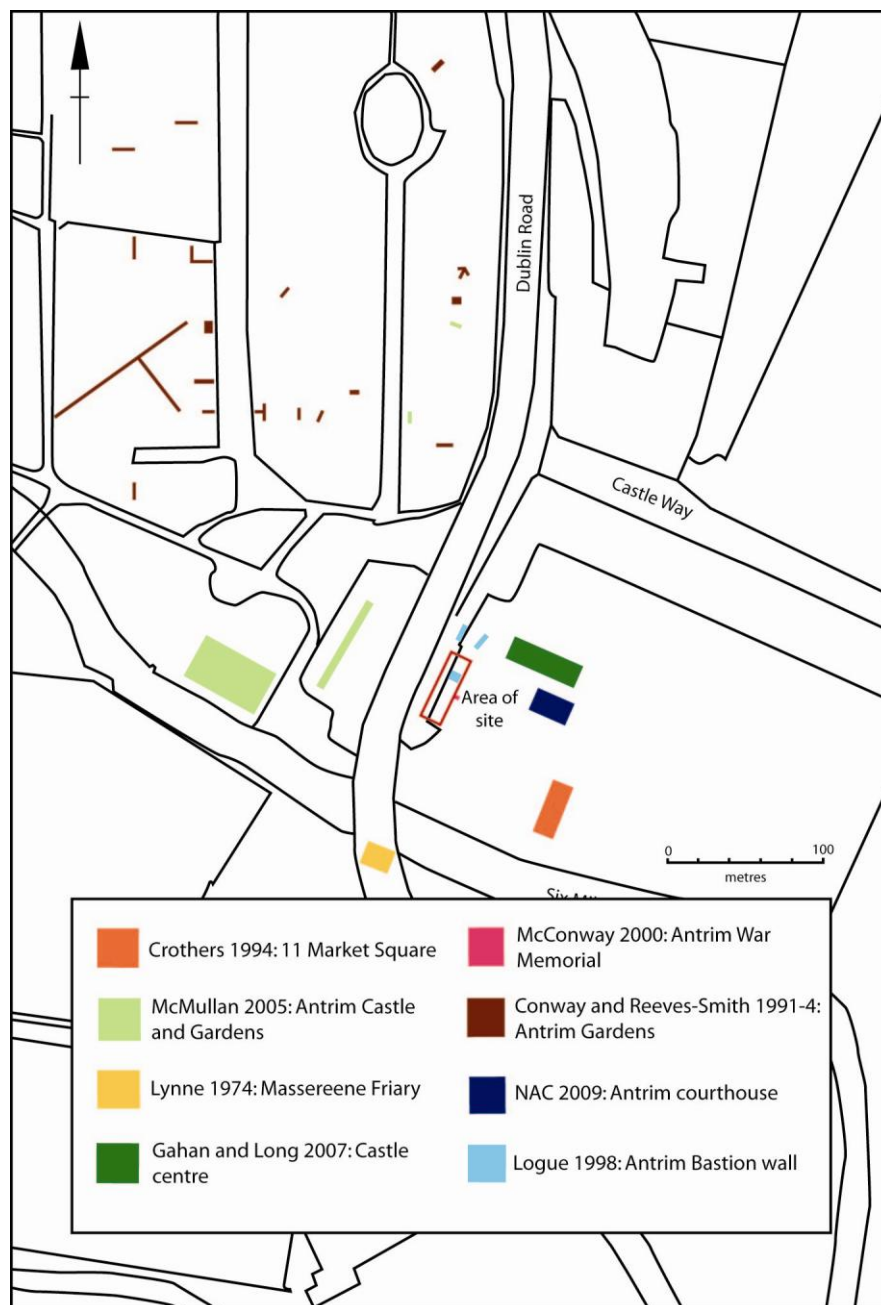 Dublin Road
Castle Way
Area of
site
0 100
metres
Crothers 1994: 11 Market Square
McMullan 2005: Antrim Castle
and Gardens
Lynne 1974: Massereene Friary
Gahan and Long 2007: Castle
centre
McConway 2000: Antrim War
Memorial
Conway and Reeves-Smith 1991-4:
Antrim Gardens
NAC 2009: Antrim courthouse
Logue 1998: Antrim Bastion wall